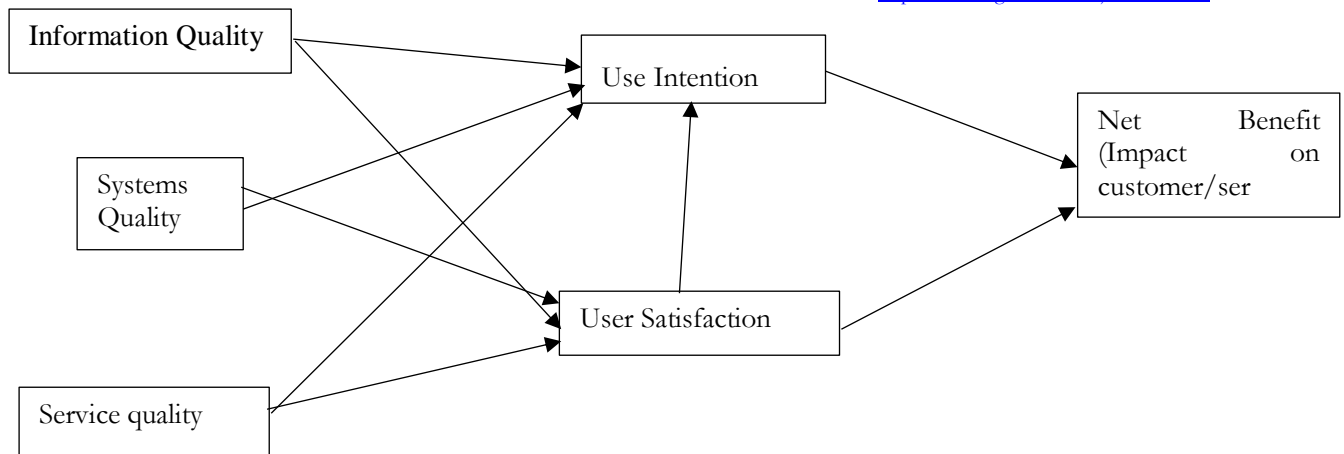 Information Quality
Use Intention
Net Benefit
(Impact on
customer/ser
Systems
Quality
User Satisfaction
Service quality